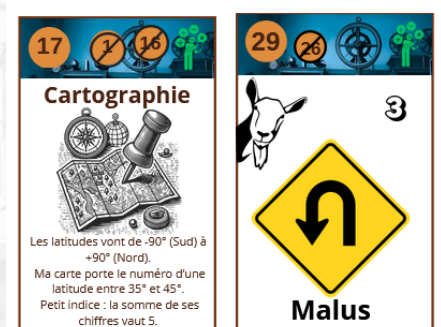 17 1 16
Cartographie
Les latitudes vont de -90° (Sud) à
+90° (Nord).
Ma carte porte le numéro d'une
latitude entre 35° et 45°.
Petit indice : la somme de ses
chiffres vaut 5.
29 26
3
Malus